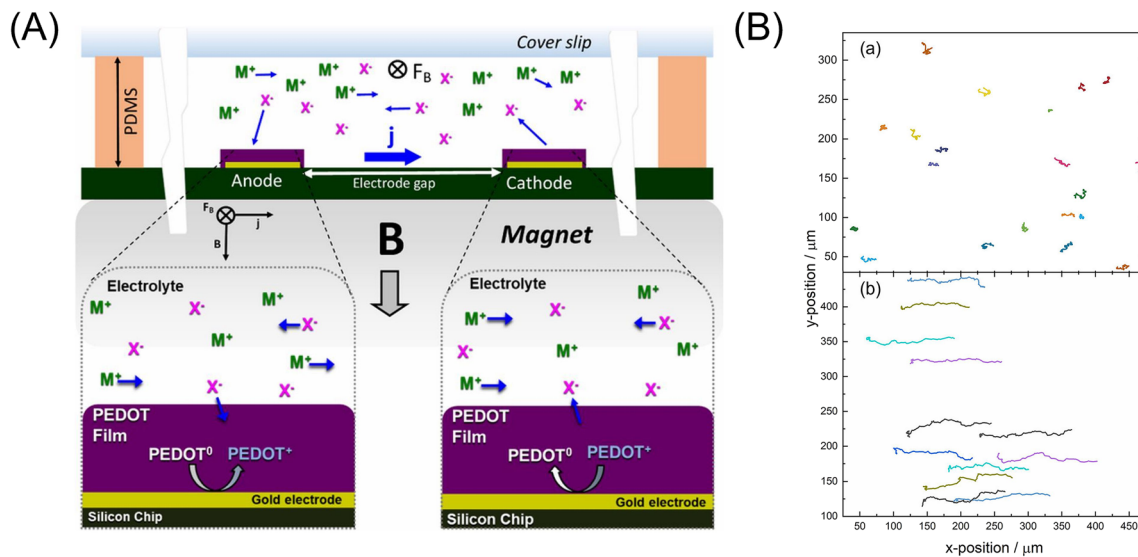 (A)
Cover slip
PDMS
M⁺ M⁺ X⁻ ⊗ F_B M⁺ M⁺
X⁻ M⁺ M⁺ X⁻ M⁺
X⁻ X⁻ X⁻ M⁺ X⁻
M⁺ X⁻ X⁻
j
Anode
Electrode gap
Cathode
F_B
j
B
B
Magnet
Electrolyte
M⁺ X⁻ M⁺
X⁻
M⁺
X⁻ M⁺
M⁺ X⁻ X⁻
PEDOT
Film
PEDOT⁰ PEDOT⁺
Gold electrode
Silicon Chip
Electrolyte
M⁺
M⁺ X⁻ X⁻
X⁻ M⁺ M⁺
M⁺ X⁻ X⁻
PEDOT
Film
PEDOT⁰ PEDOT⁺
Gold electrode
Silicon Chip
(B)
(a)
300
250
200
150
100
50
(b)
400
350
300
250
200
150
100
y-position / μm
50 100 150 200 250 300 350 400 450
x-position / μm